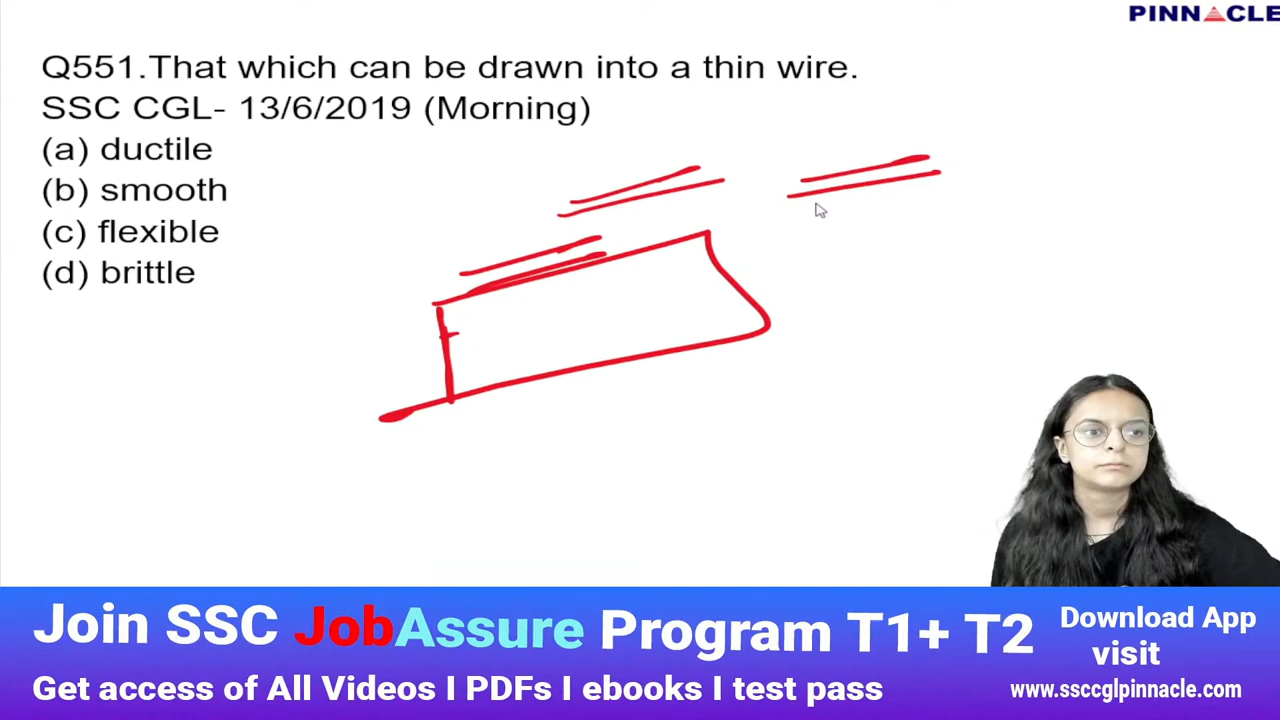 PINNACLE
Q551.That which can be drawn into a thin wire.
SSC CGL- 13/6/2019 (Morning)
(a) ductile
(b) smooth
(c) flexible
(d) brittle
Join SSC JobAssure Program T1+ T2
Get access of All Videos I PDFs I ebooks I test pass
Download App
visit
www.ssccglpinnacle.com